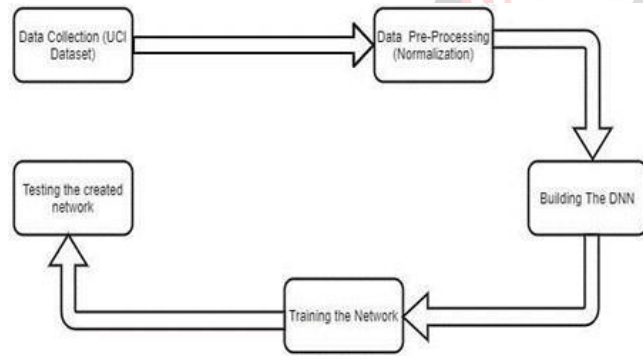 Data Collection (UCI
Dataset)
Data Pre-Processing
(Normalization)
Building The DNN
Training the Network
Testing the created
network